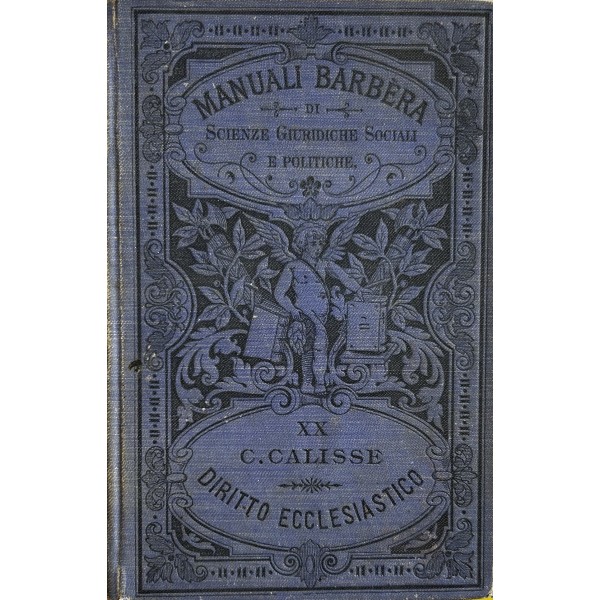 MANUALI BARBÈRA
DI
SCIENZE GIURIDICHE SOCIALI
E POLITICHE.
XX
C. CALISSE
DIRITTO ECCLESIASTICO